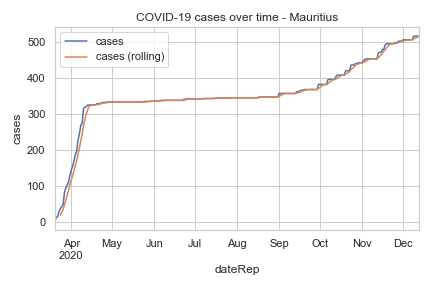 COVID-19 cases over time - Mauritius
cases
cases (rolling)
500
400
300
200
100
0
cases
Apr May Jun Jul Aug Sep Oct Nov Dec
2020
dateRep